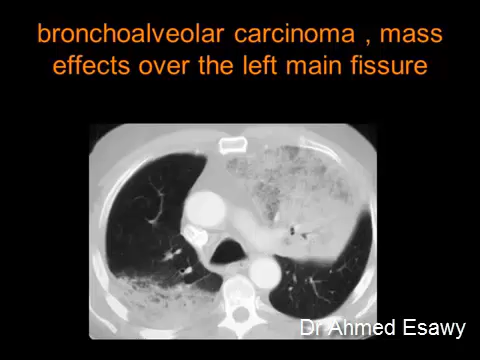 bronchoalveolar carcinoma , mass
effects over the left main fissure
Dr Ahmed Esawy